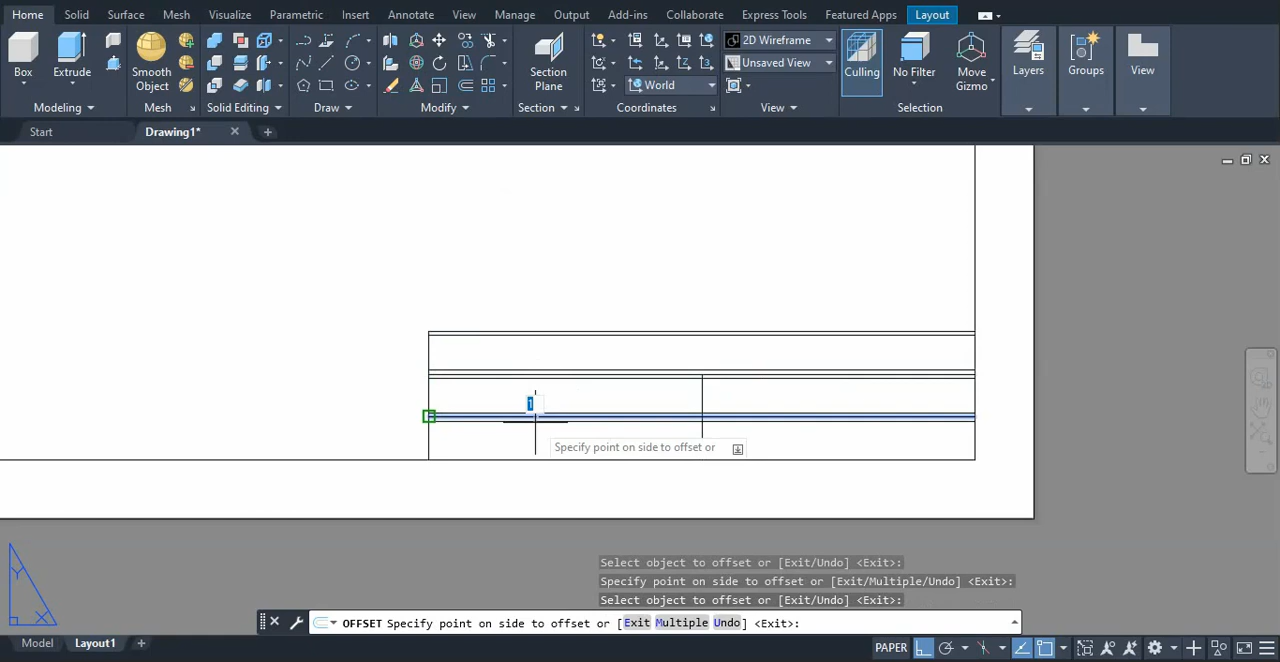 Home Solid Surface Mesh Visualize Parametric Insert Annotate View Manage Output Add-ins Collaborate Express Tools Featured Apps Layout
Box Extrude Smooth Object Section Plane 2D Wireframe Unsaved View World Culling No Filter Move Gizmo Layers Groups View
Modeling Mesh Solid Editing Draw Modify Section Coordinates View Selection
Start Drawing1*
1
Specify point on side to offset or
Y
X
Select object to offset or [Exit/Undo] <Exit>:
Specify point on side to offset or [Exit/Multiple/Undo] <Exit>:
Select object to offset or [Exit/Undo] <Exit>:
OFFSET Specify point on side to offset or [Exit Multiple Undo] <Exit>:
Model Layout1 PAPER